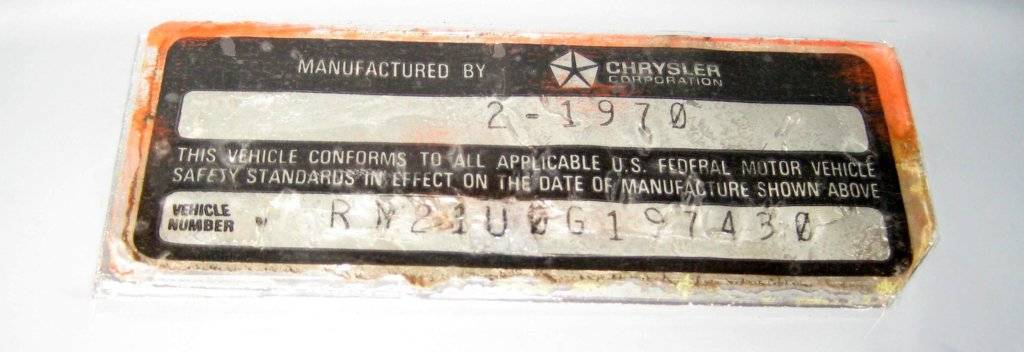 MANUFACTURED BY CHRYSLER CORPORATION
2-1970
THIS VEHICLE CONFORMS TO ALL APPLICABLE U.S. FEDERAL MOTOR VEHICLE
SAFETY STANDARDS IN EFFECT ON THE DATE OF MANUFACTURE SHOWN ABOVE
VEHICLE NUMBER RM21U0G197430